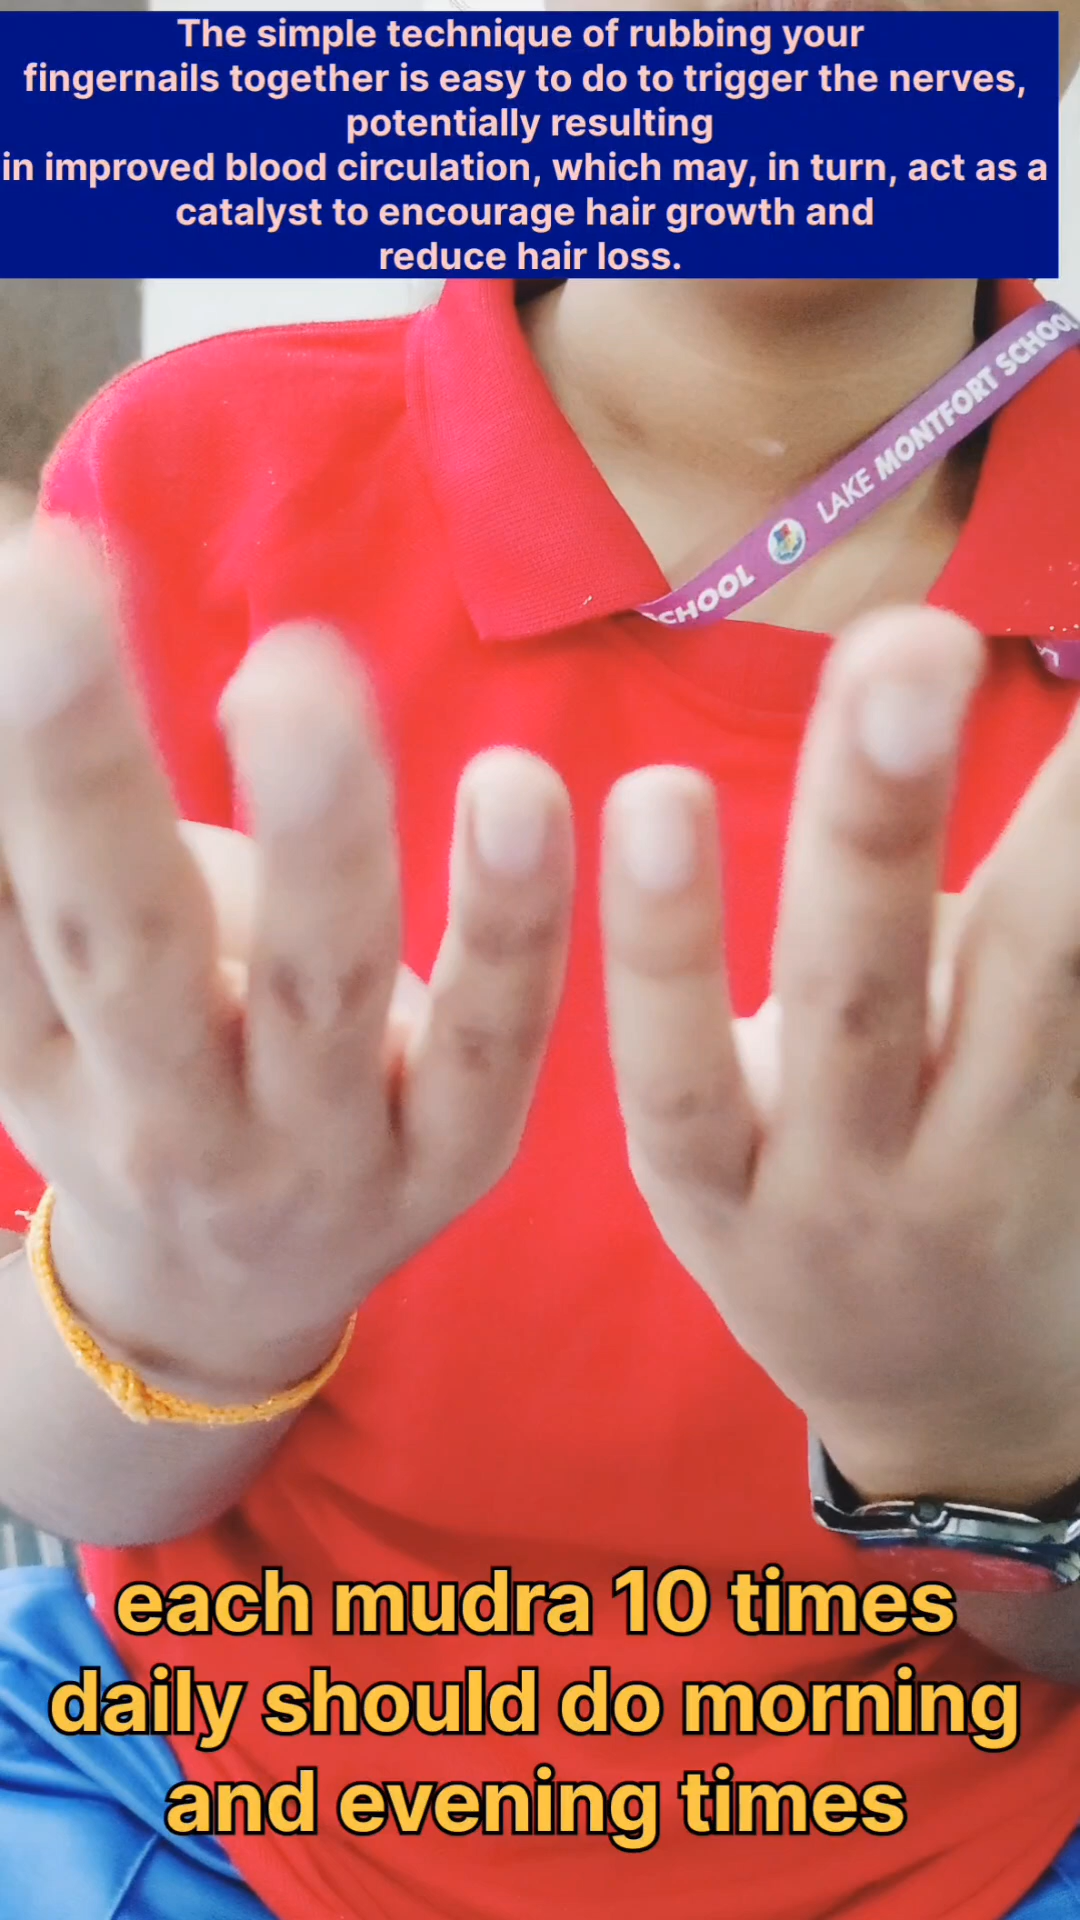 The simple technique of rubbing your
fingernails together is easy to do to trigger the nerves,
potentially resulting
in improved blood circulation, which may, in turn, act as a
catalyst to encourage hair growth and
reduce hair loss.
SCHOOL LAKE MONTFORT SCHOOL
each mudra 10 times
daily should do morning
and evening times